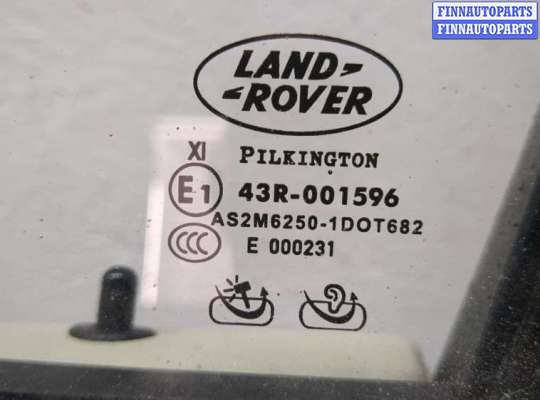 FINNAUTOPARTS
FINNAUTOPARTS
LAND-
-ROVER
XI PILKINGTON
E1 43R-001596
AS2M6250-1DOT682
CCC E 000231